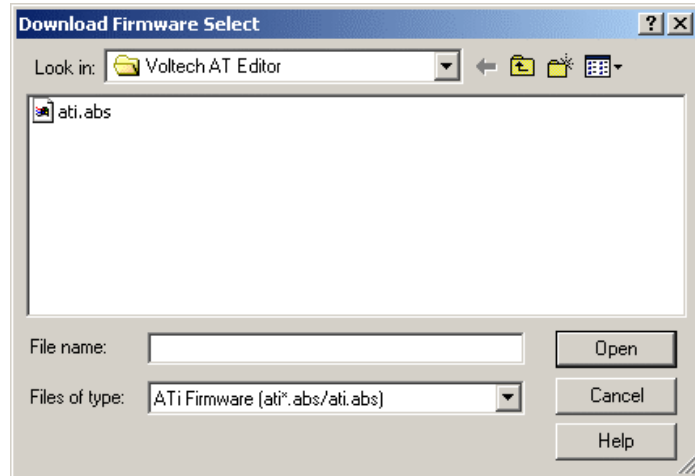 Download Firmware Select
Look in: Voltech AT Editor
ati.abs
File name: Open
Files of type: ATi Firmware (ati*.abs/ati.abs) Cancel
Help